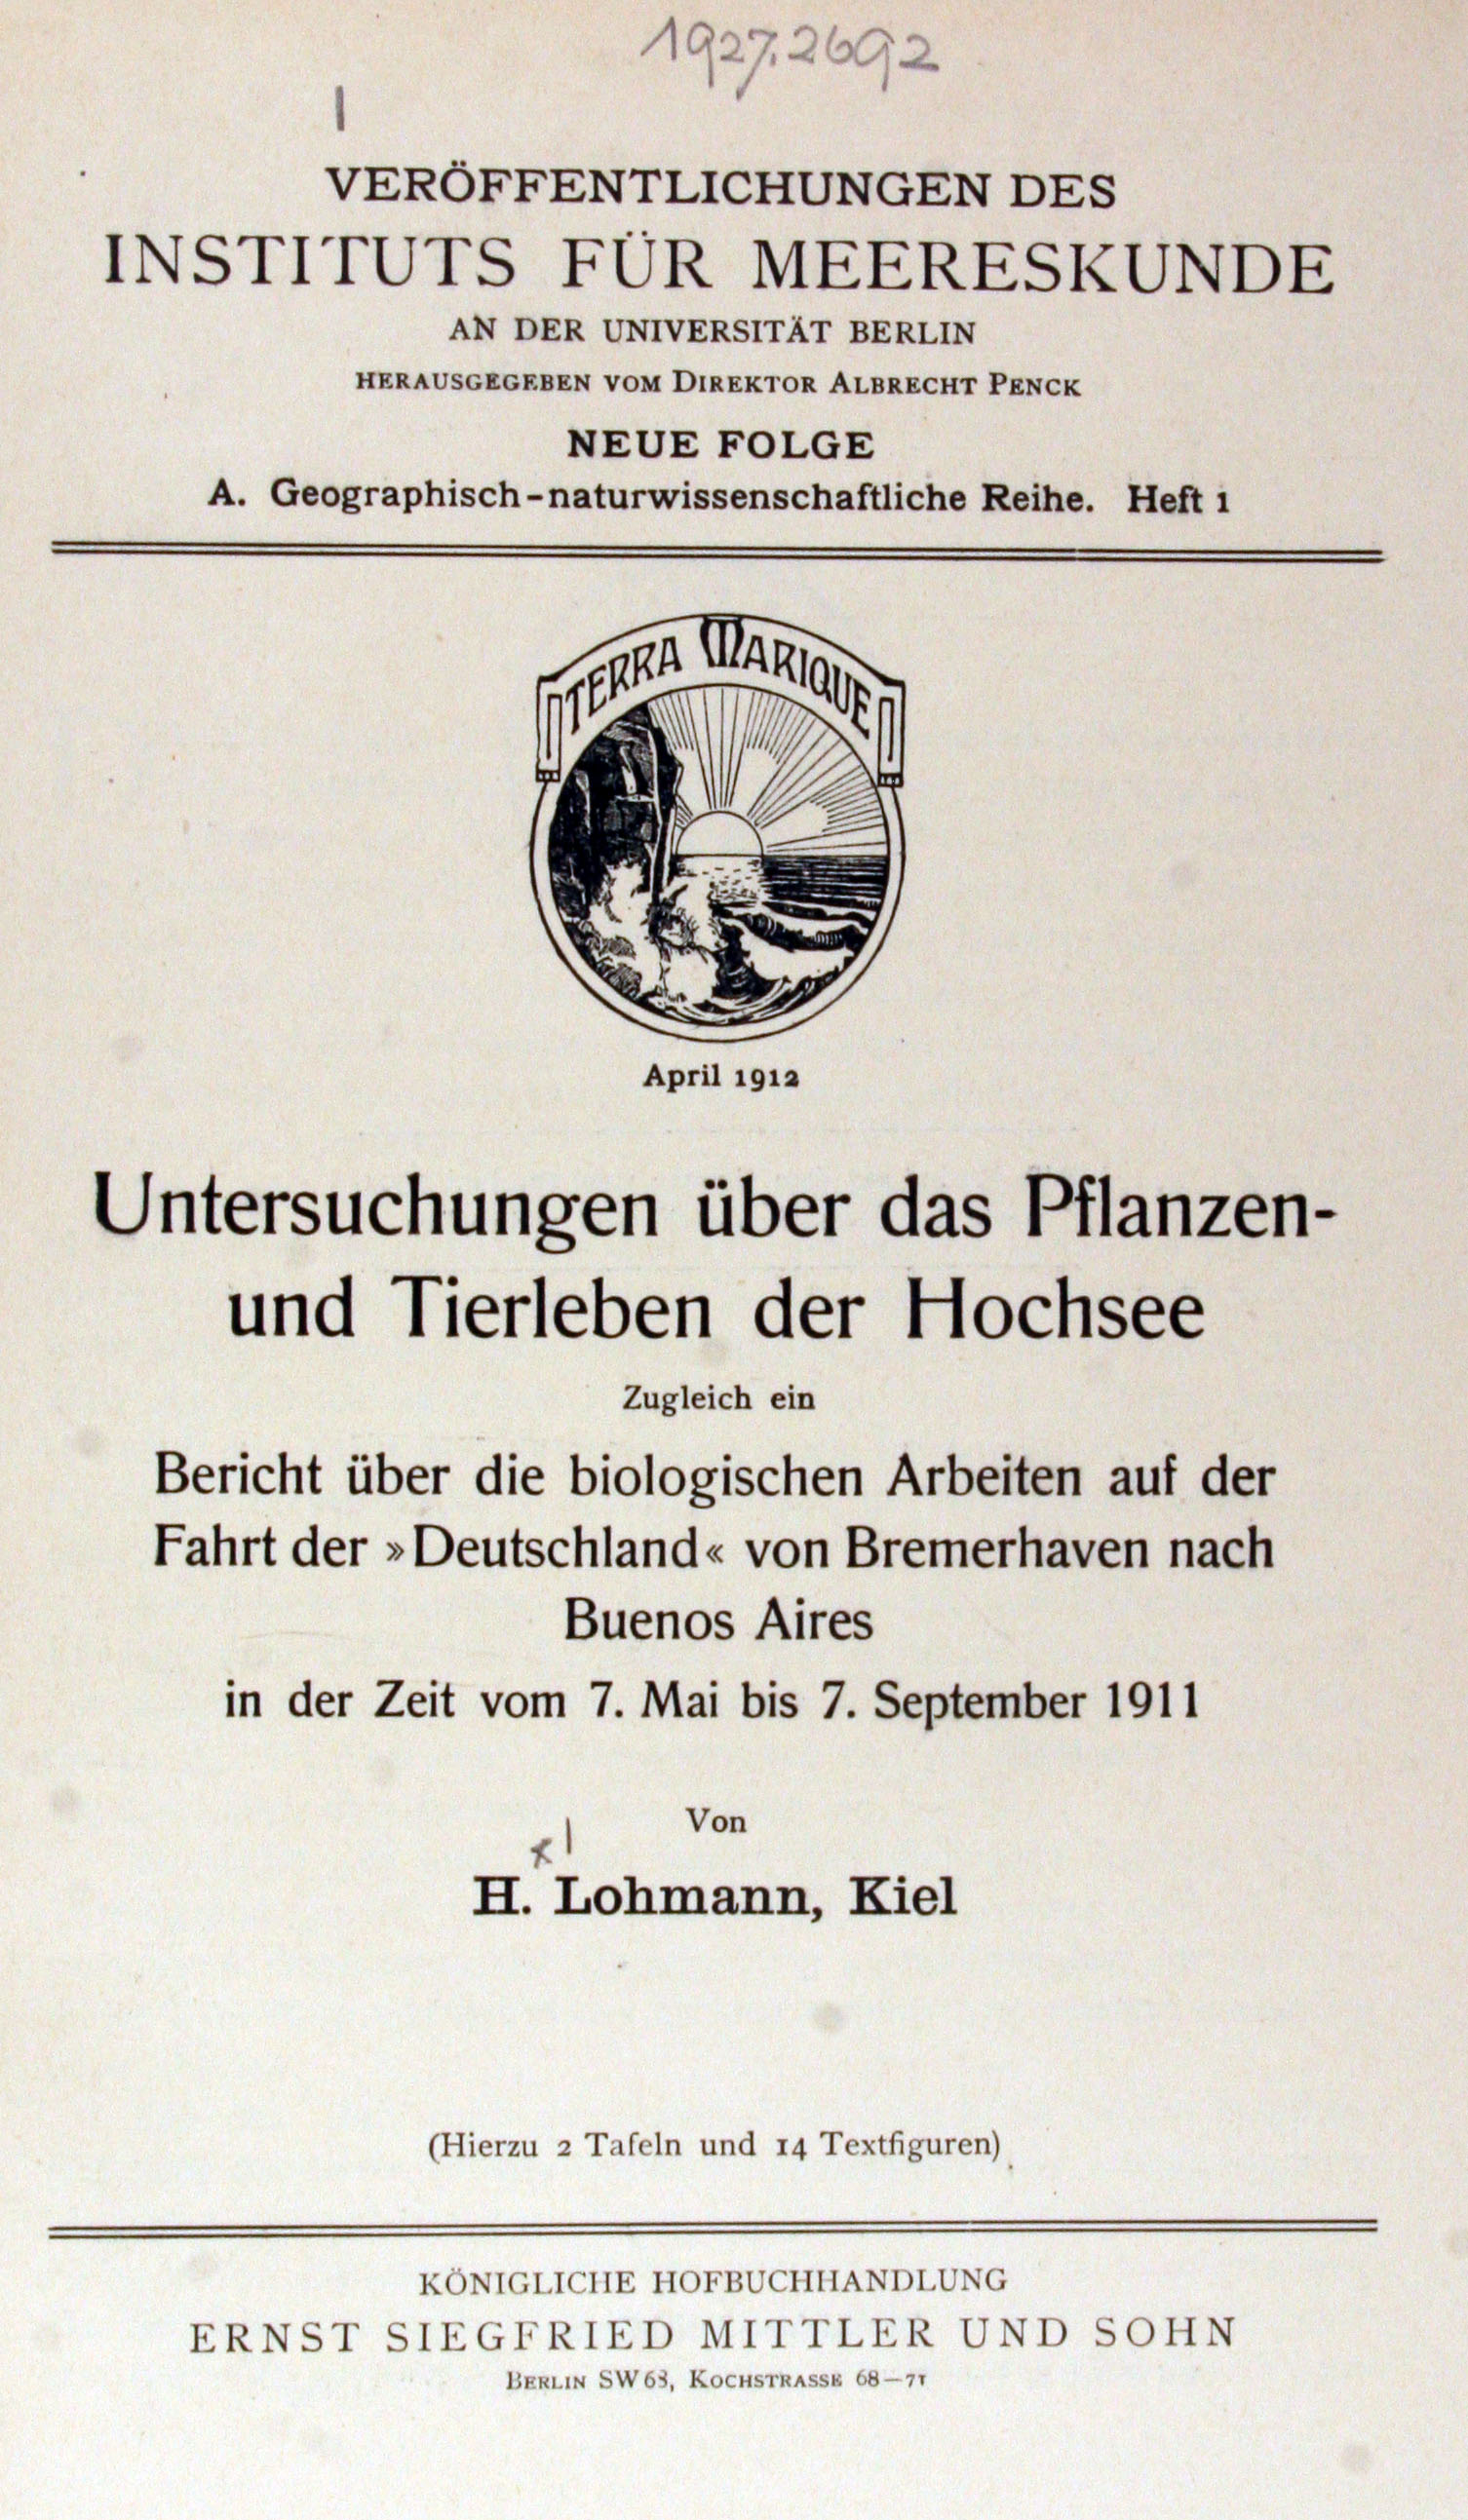 1927.2692
VERÖFFENTLICHUNGEN DES
INSTITUTS FÜR MEERESKUNDE
AN DER UNIVERSITÄT BERLIN
HERAUSGEGEBEN VOM DIREKTOR ALBRECHT PENCK
NEUE FOLGE
A. Geographisch-naturwissenschaftliche Reihe. Heft 1
TERRA MARIQUE
April 1912
Untersuchungen über das Pflanzen-
und Tierleben der Hochsee
Zugleich ein
Bericht über die biologischen Arbeiten auf der
Fahrt der »Deutschland« von Bremerhaven nach
Buenos Aires
in der Zeit vom 7. Mai bis 7. September 1911
Von
H. Lohmann, Kiel
(Hierzu 2 Tafeln und 14 Textfiguren)
KÖNIGLICHE HOFBUCHHANDLUNG
ERNST SIEGFRIED MITTLER UND SOHN
BERLIN SW 68, KOCHSTRASSE 68—71